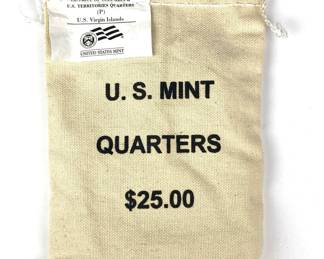 U.S. TERRITORIES QUARTERS
(P)
U.S. Virgin Islands
UNITED STATES MINT
U. S. MINT
QUARTERS
$25.00